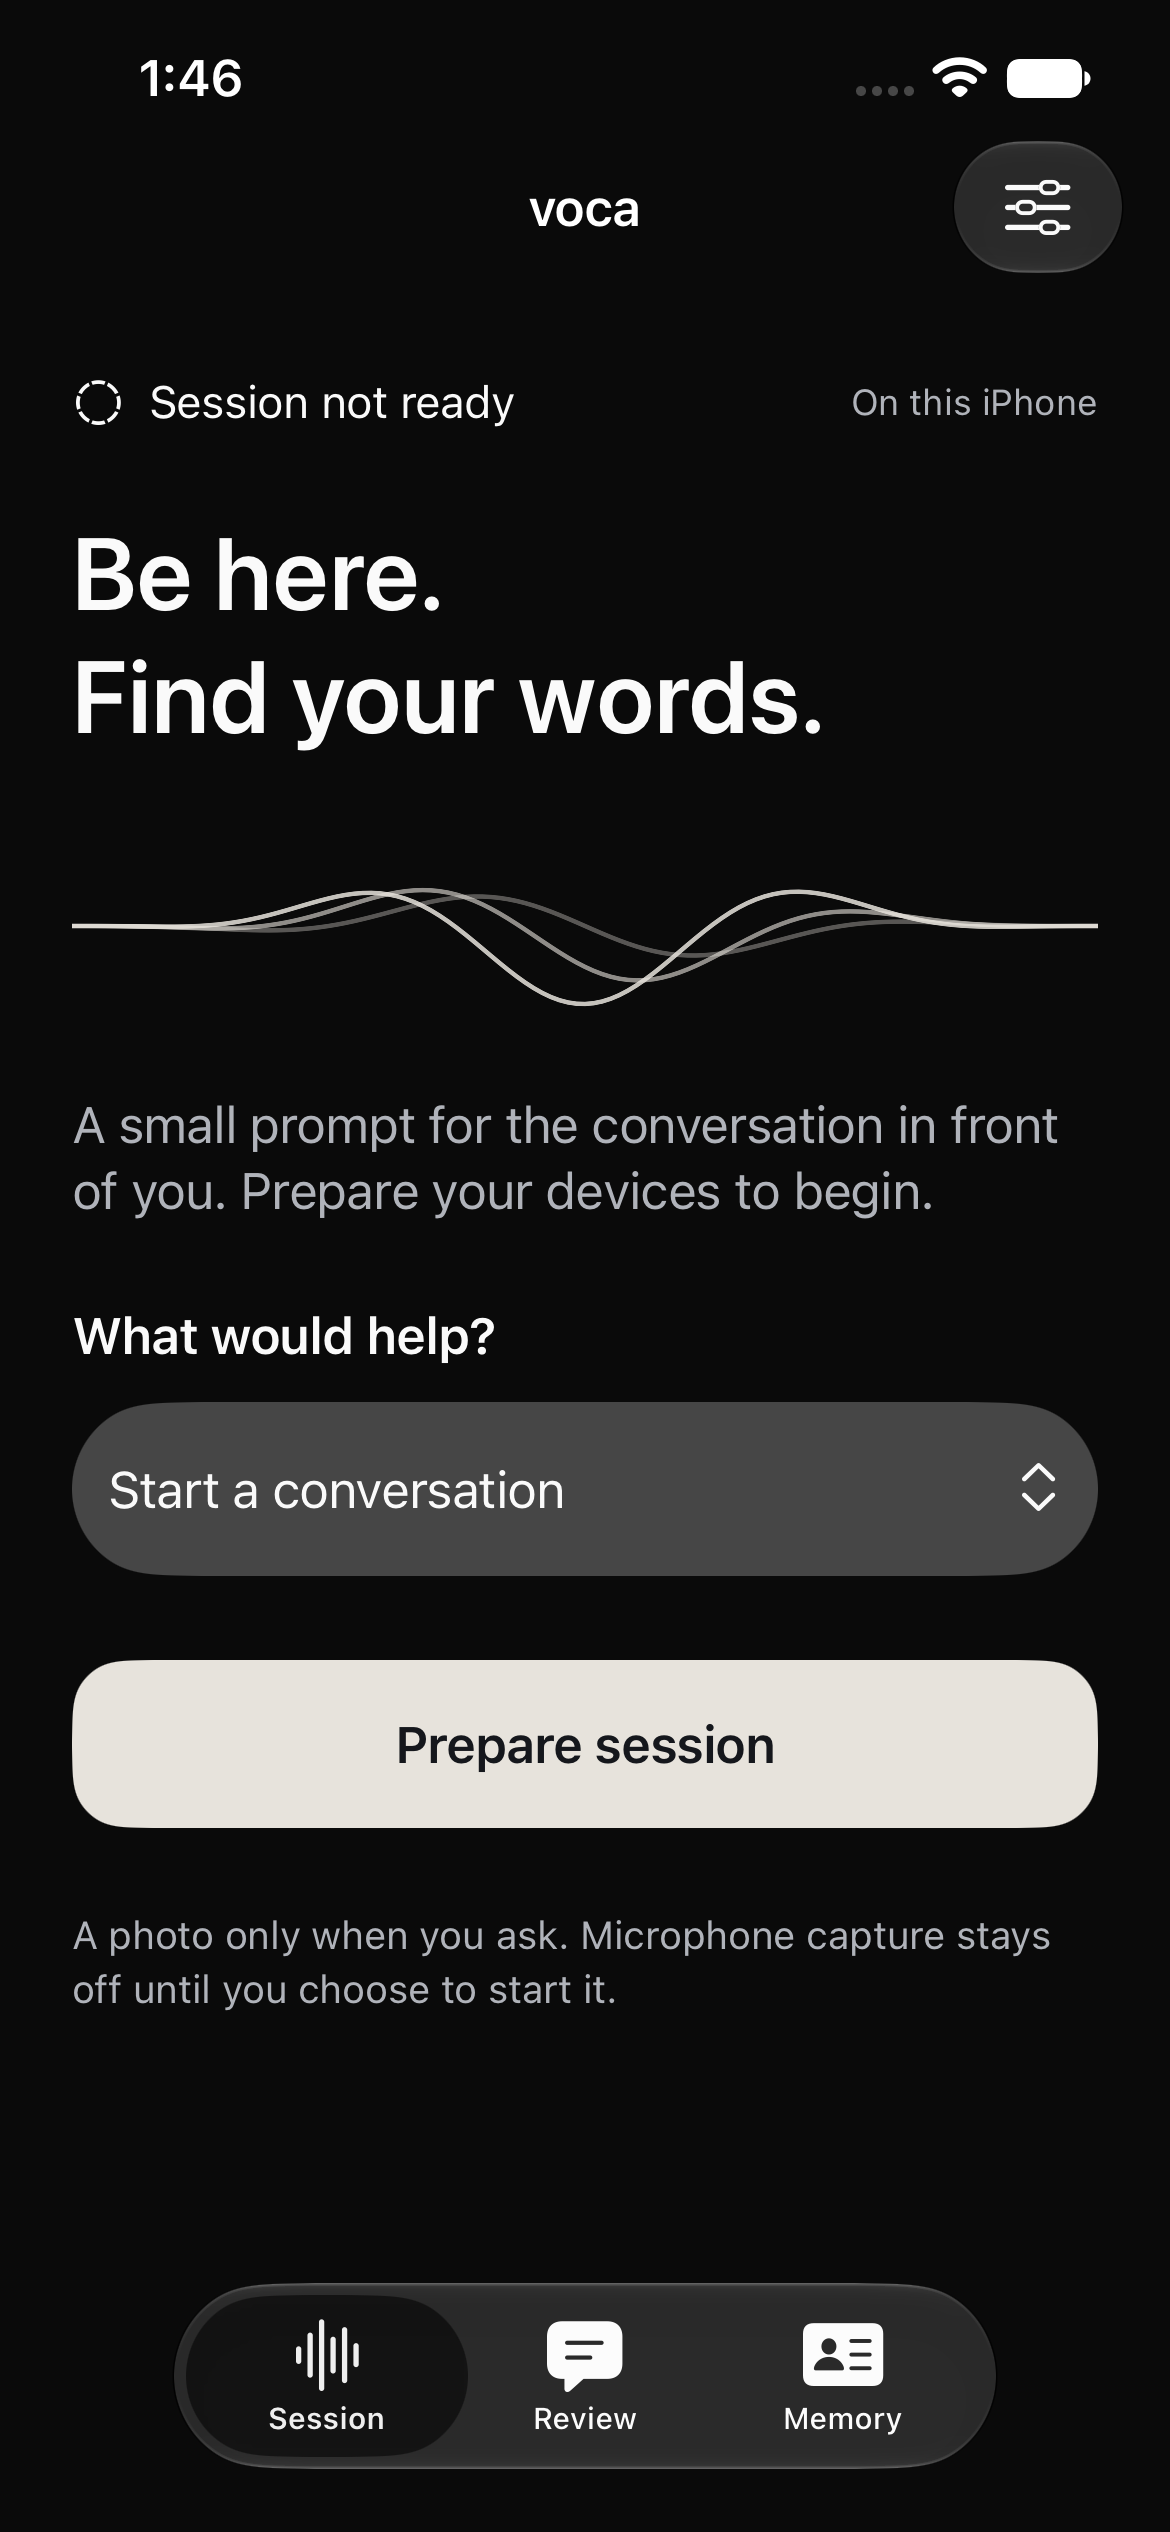 1:46
voca
Session not ready
On this iPhone
Be here.
Find your words.
A small prompt for the conversation in front
of you. Prepare your devices to begin.
What would help?
Start a conversation
Prepare session
A photo only when you ask. Microphone capture stays
off until you choose to start it.
Session
Review
Memory